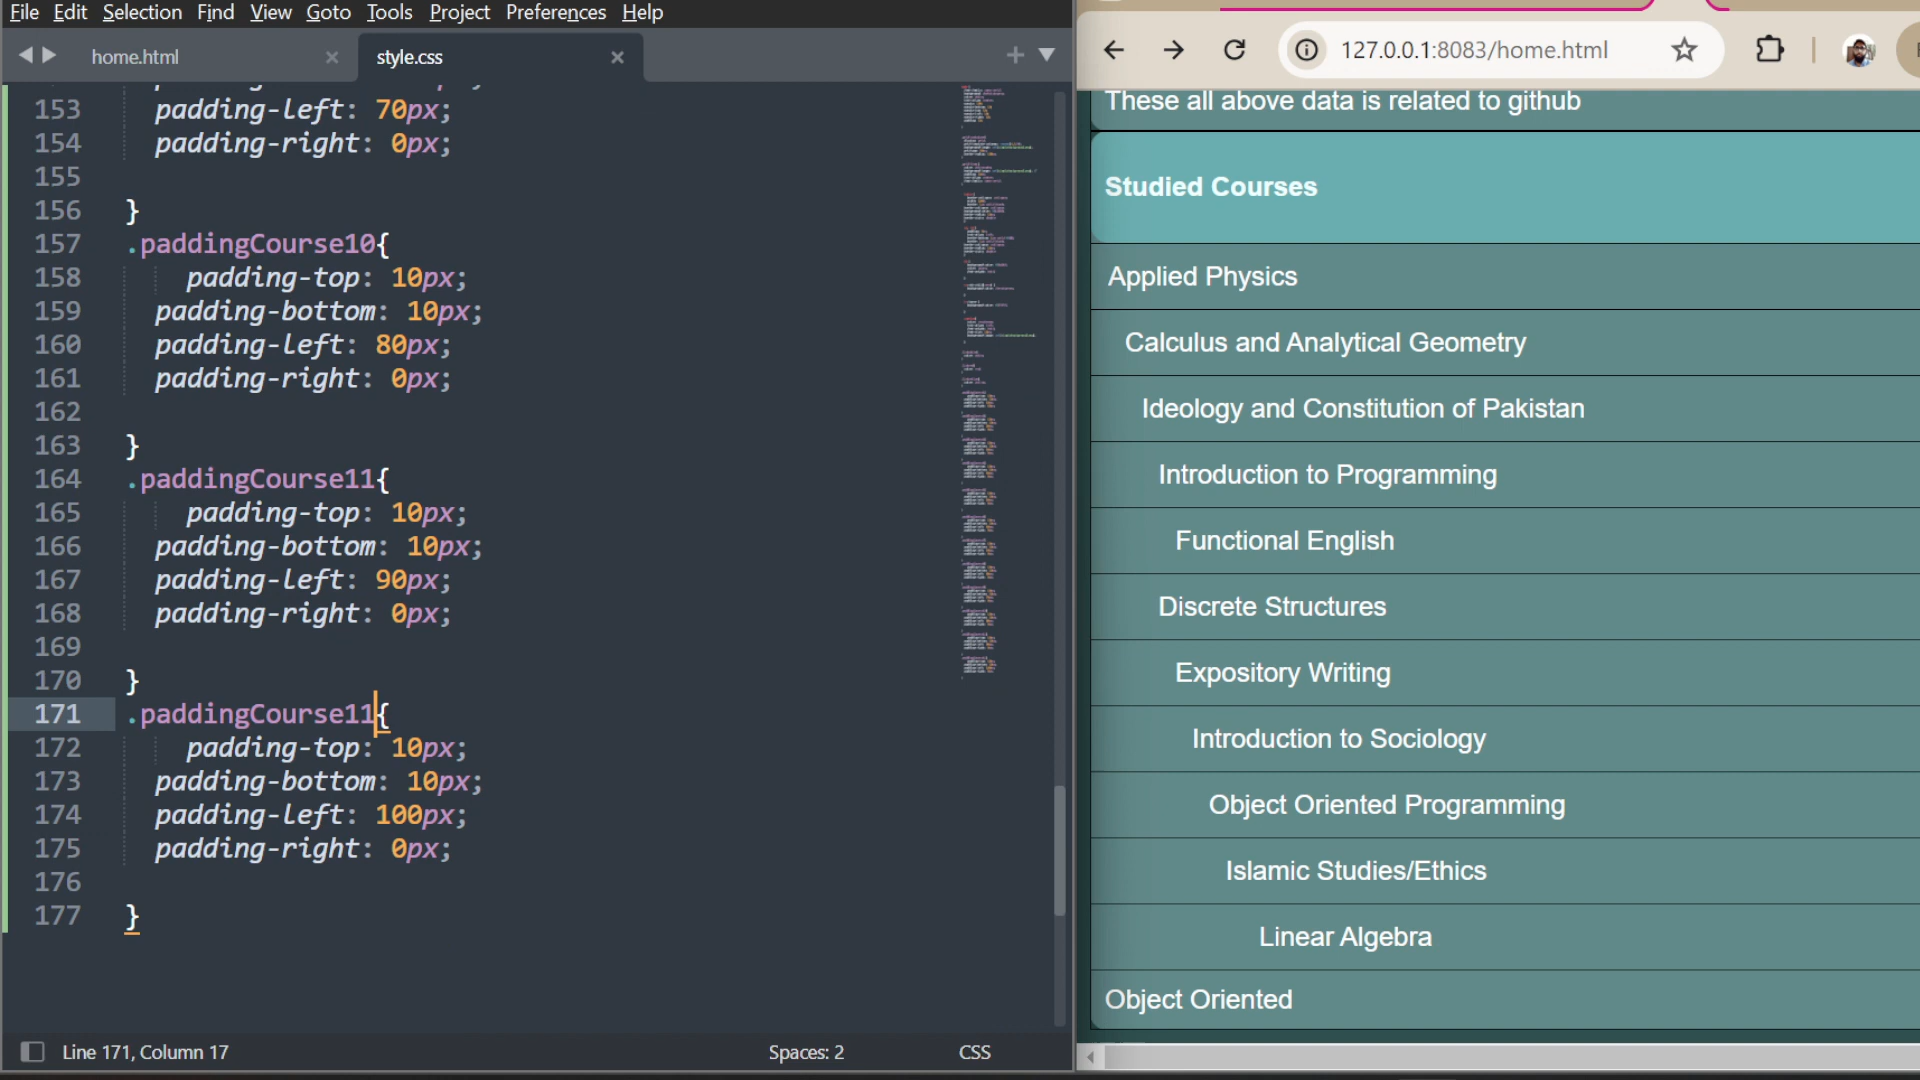 File Edit Selection Find View Goto Tools Project Preferences Help
home.html × style.css ×
127.0.0.1:8083/home.html
153 padding-left: 70px;
154 padding-right: 0px;
155
156 }
157 .paddingCourse10{
158 padding-top: 10px;
159 padding-bottom: 10px;
160 padding-left: 80px;
161 padding-right: 0px;
162
163 }
164 .paddingCourse11{
165 padding-top: 10px;
166 padding-bottom: 10px;
167 padding-left: 90px;
168 padding-right: 0px;
169
170 }
171 .paddingCourse11{
172 padding-top: 10px;
173 padding-bottom: 10px;
174 padding-left: 100px;
175 padding-right: 0px;
176
177 }
Line 171, Column 17
Spaces: 2
CSS
These all above data is related to github
Studied Courses
Applied Physics
Calculus and Analytical Geometry
Ideology and Constitution of Pakistan
Introduction to Programming
Functional English
Discrete Structures
Expository Writing
Introduction to Sociology
Object Oriented Programming
Islamic Studies/Ethics
Linear Algebra
Object Oriented